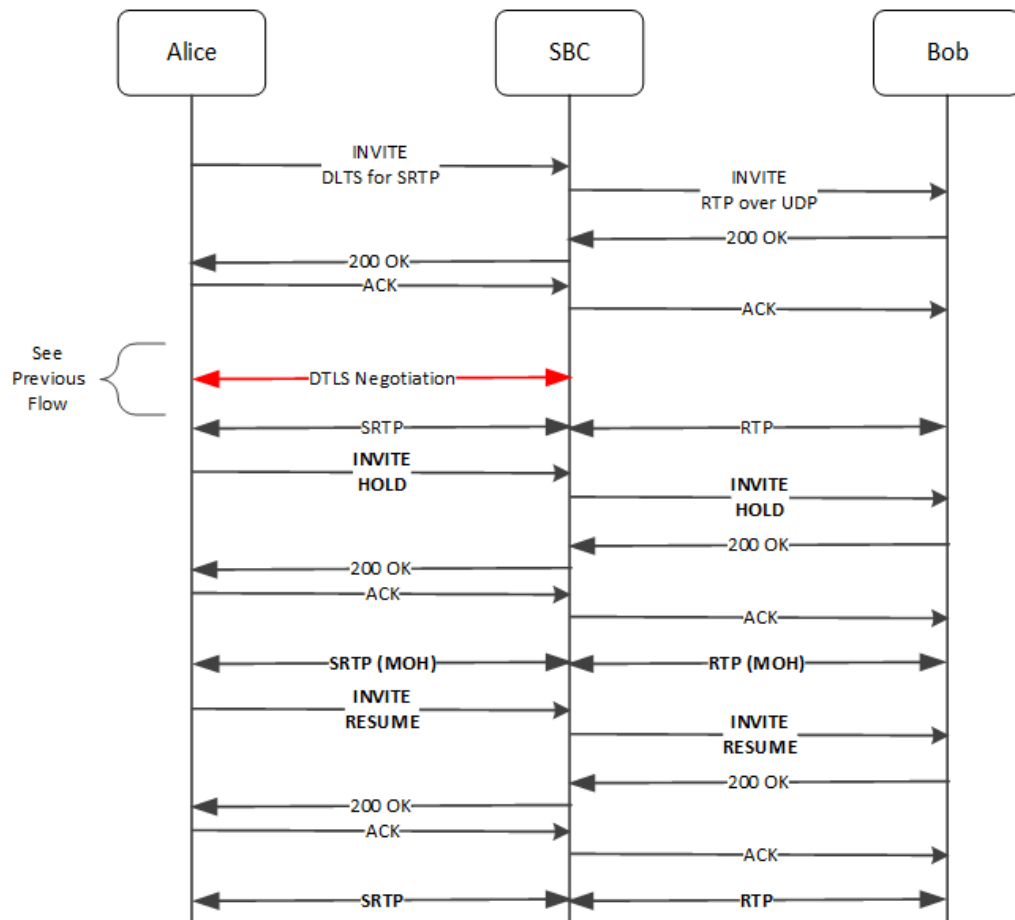 Alice
SBC
Bob
INVITE
DLTS for SRTP
INVITE
RTP over UDP
200 OK
200 OK
ACK
ACK
See
Previous
Flow
DTLS Negotiation
SRTP
RTP
INVITE
HOLD
INVITE
HOLD
200 OK
200 OK
ACK
ACK
SRTP (MOH)
RTP (MOH)
INVITE
RESUME
INVITE
RESUME
200 OK
200 OK
ACK
ACK
SRTP
RTP